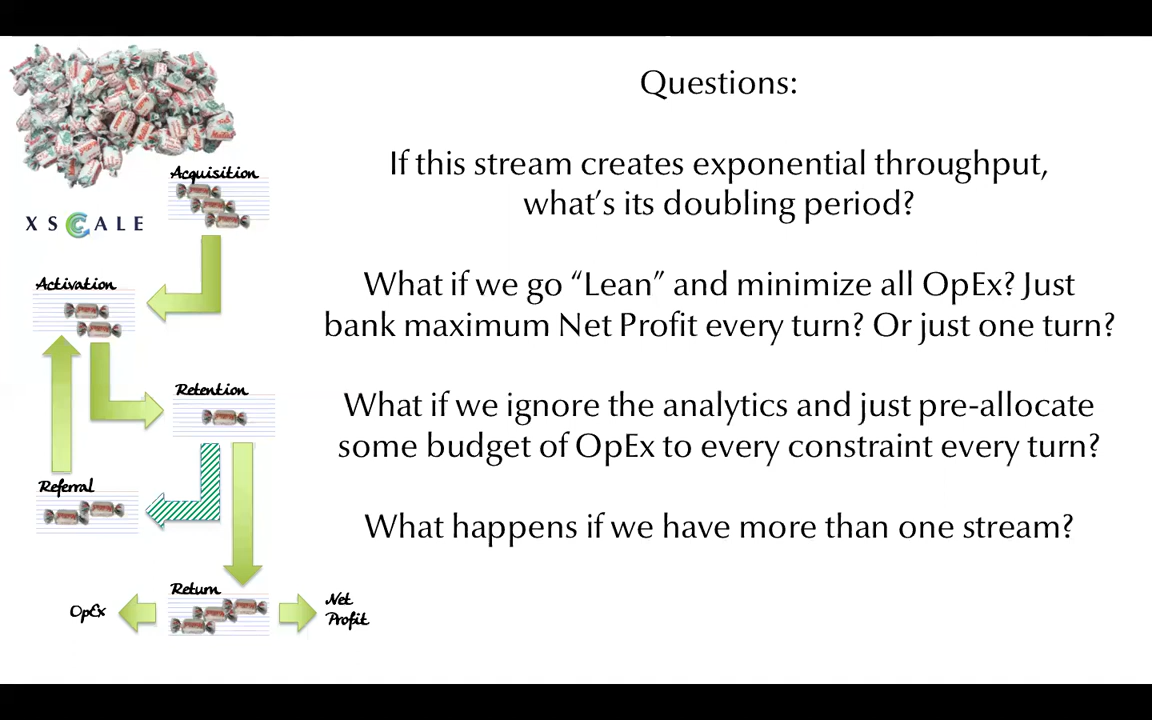 Questions:
If this stream creates exponential throughput,
what's its doubling period?
What if we go “Lean” and minimize all OpEx? Just
bank maximum Net Profit every turn? Or just one turn?
What if we ignore the analytics and just pre-allocate
some budget of OpEx to every constraint every turn?
What happens if we have more than one stream?
Acquisition
X S C A L E
Activation
Retention
Referral
Return
OpEx
Net
Profit